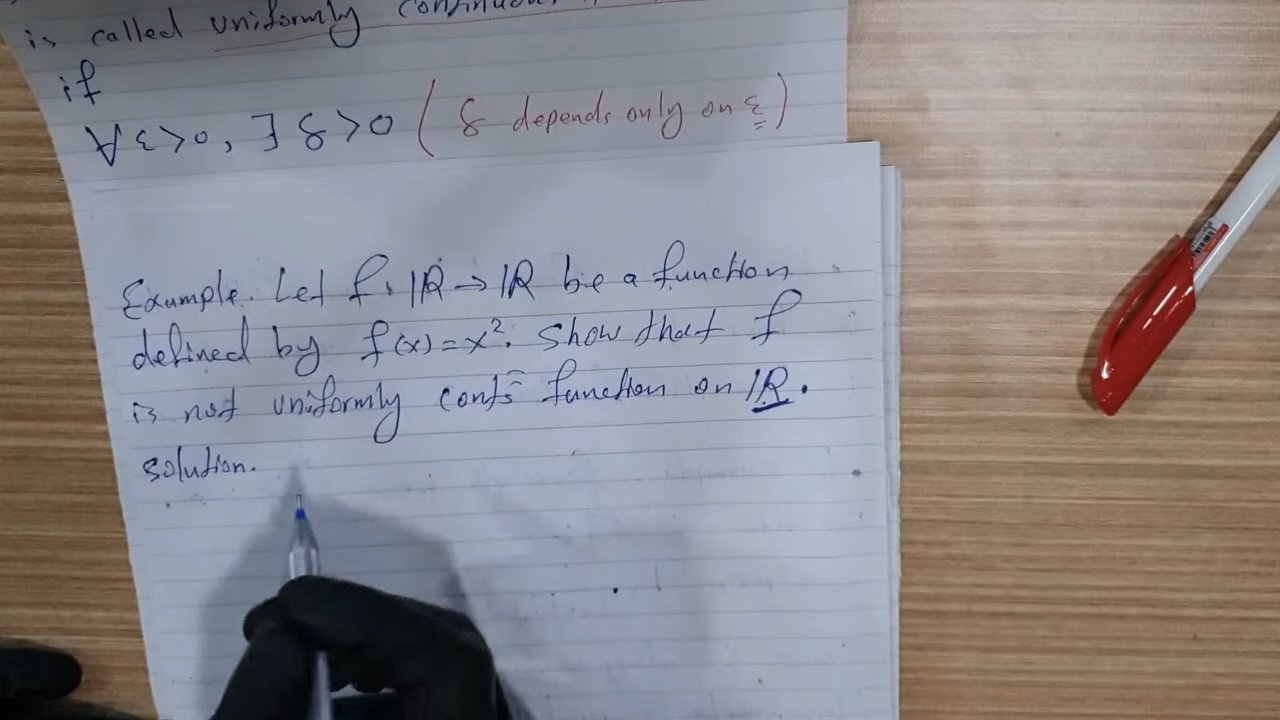 is called uniformly continuous
if
∀ε>0, ∃ δ>0 (δ depends only on ε)
Example. Let f: ℝ → ℝ be a function
defined by f(x)=x². Show that f
is not uniformly conts function on ℝ.
solution.